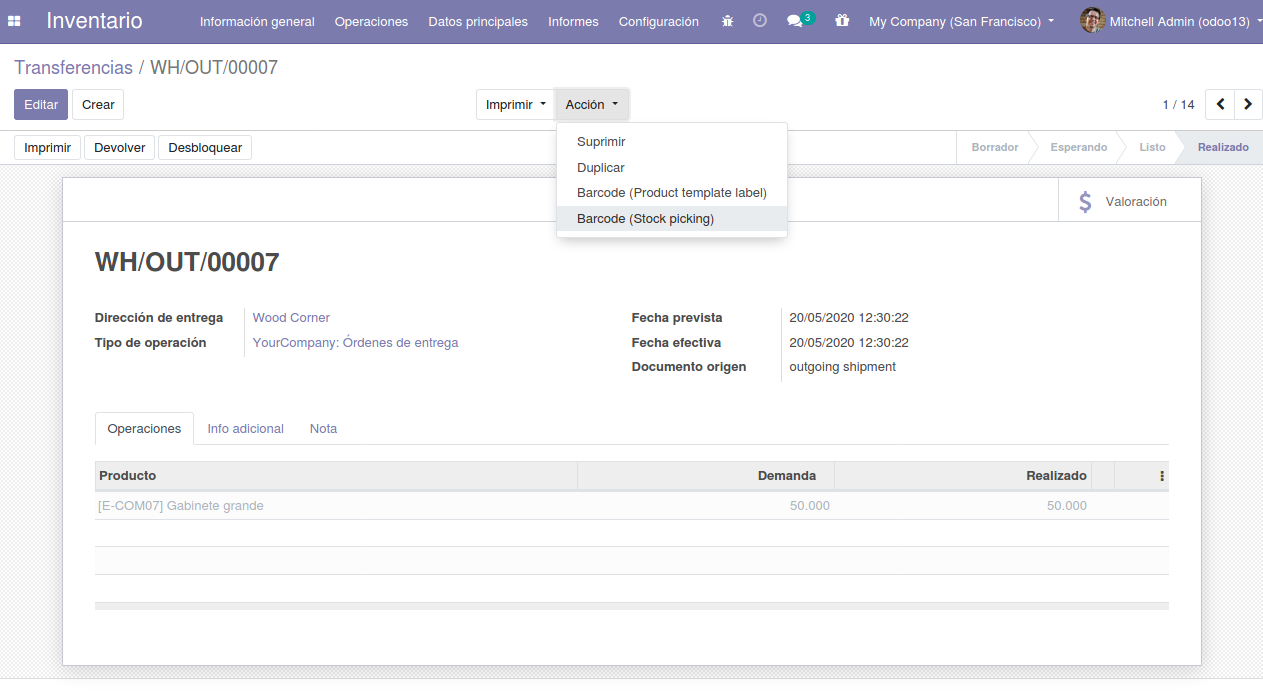 Inventario Información general Operaciones Datos principales Informes Configuración 3 My Company (San Francisco) Mitchell Admin (odoo13)
Transferencias / WH/OUT/00007
Editar Crear Imprimir Acción 1 / 14
Suprimir
Duplicar
Barcode (Product template label)
Barcode (Stock picking)
Imprimir Devolver Desbloquear Borrador Esperando Listo Realizado
$ Valoración
WH/OUT/00007
Dirección de entrega Wood Corner Fecha prevista 20/05/2020 12:30:22
Tipo de operación YourCompany: Órdenes de entrega Fecha efectiva 20/05/2020 12:30:22
Documento origen outgoing shipment
Operaciones Info adicional Nota
Producto Demanda Realizado
[E-COM07] Gabinete grande 50.000 50.000